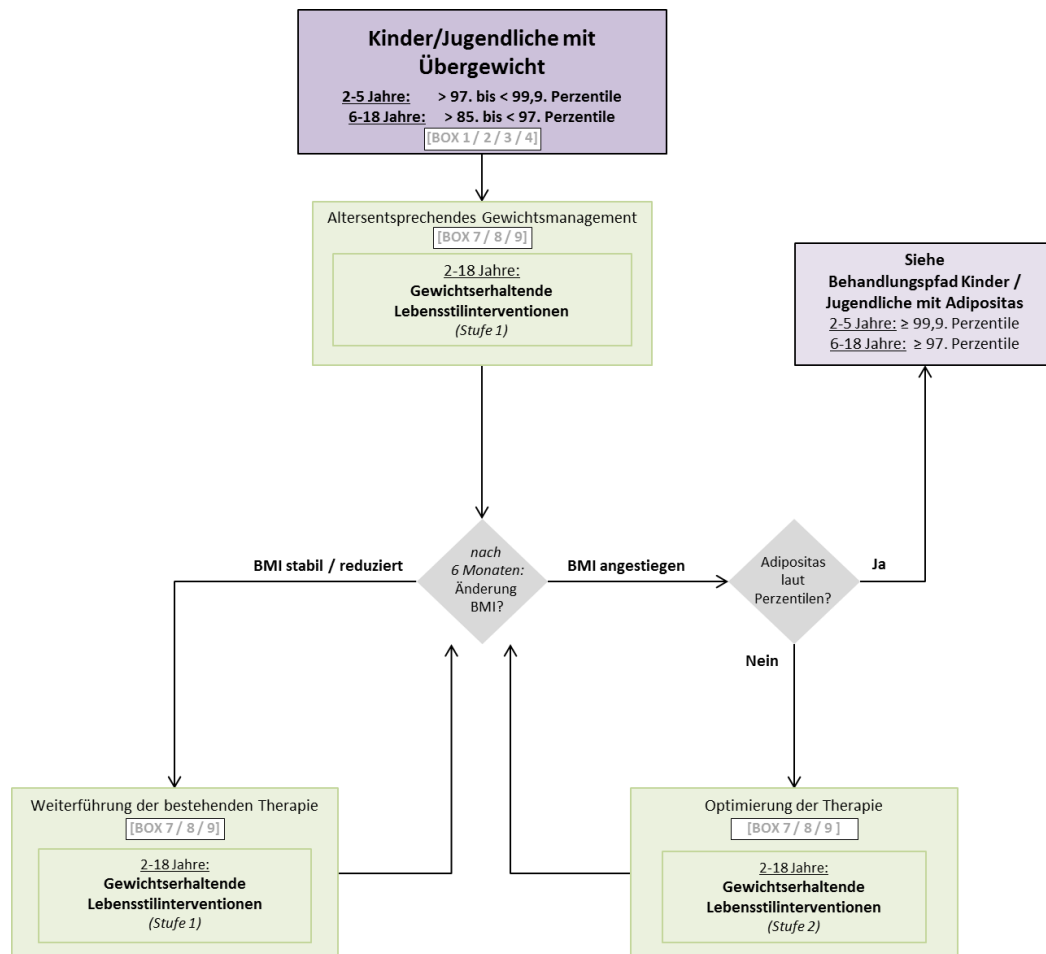 Kinder/Jugendliche mit
Übergewicht
2-5 Jahre: > 97. bis < 99,9. Perzentile
6-18 Jahre: > 85. bis < 97. Perzentile
[BOX 1 / 2 / 3 / 4]
Altersentsprechendes Gewichtsmanagement
[BOX 7 / 8 / 9]
2-18 Jahre:
Gewichtserhaltende
Lebensstilinterventionen
(Stufe 1)
Siehe
Behandlungspfad Kinder /
Jugendliche mit Adipositas
2-5 Jahre: ≥ 99,9. Perzentile
6-18 Jahre: ≥ 97. Perzentile
BMI stabil / reduziert
nach
6 Monaten:
Änderung
BMI?
BMI angestiegen
Adipositas
laut
Perzentilen?
Ja
Nein
Weiterführung der bestehenden Therapie
[BOX 7 / 8 / 9]
2-18 Jahre:
Gewichtserhaltende
Lebensstilinterventionen
(Stufe 1)
Optimierung der Therapie
[BOX 7 / 8 / 9 ]
2-18 Jahre:
Gewichtserhaltende
Lebensstilinterventionen
(Stufe 2)